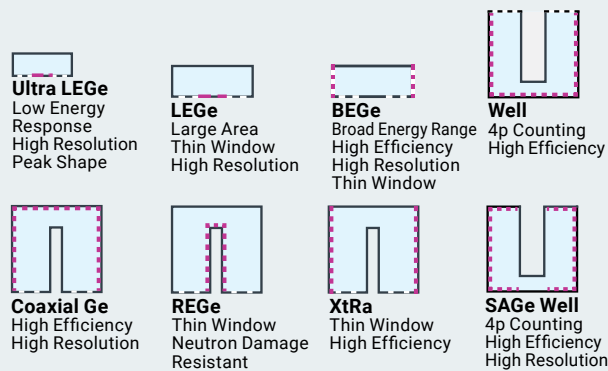 Ultra LEGe
Low Energy
Response
High Resolution
Peak Shape
LEGe
Large Area
Thin Window
High Resolution
BEGe
Broad Energy Range
High Efficiency
High Resolution
Thin Window
Well
4p Counting
High Efficiency
Coaxial Ge
High Efficiency
High Resolution
REGe
Thin Window
Neutron Damage
Resistant
XtRa
Thin Window
High Efficiency
SAGe Well
4p Counting
High Efficiency
High Resolution